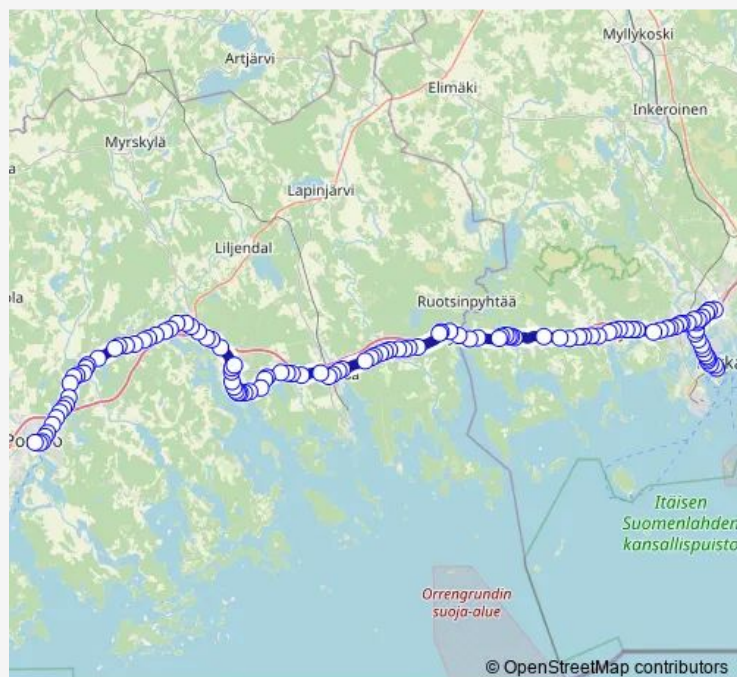 Myllykoski
Artjärvi
Elimäki
Inkeroinen
Myrskylä
Lapinjärvi
Liljendal
Ruotsinpyhtää
Itäisen
Suomenlahden
kansallispuisto
Orrengrundin
suoja-alue
© OpenStreetMap contributors